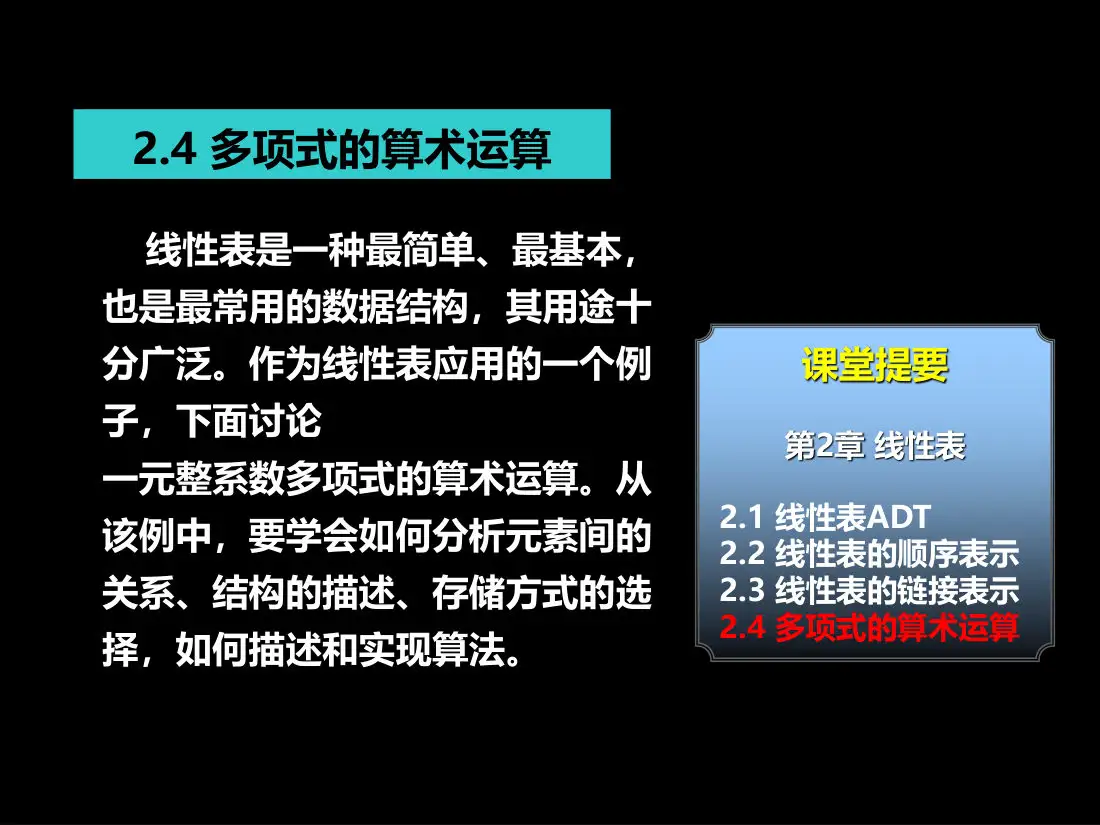 2.4 多项式的算术运算
线性表是一种最简单、最基本，
也是最常用的数据结构，其用途十
分广泛。作为线性表应用的一个例
子，下面讨论
一元整系数多项式的算术运算。从
该例中，要学会如何分析元素间的
关系、结构的描述、存储方式的选
择，如何描述和实现算法。
课堂提要
第2章 线性表
2.1 线性表ADT
2.2 线性表的顺序表示
2.3 线性表的链接表示
2.4 多项式的算术运算